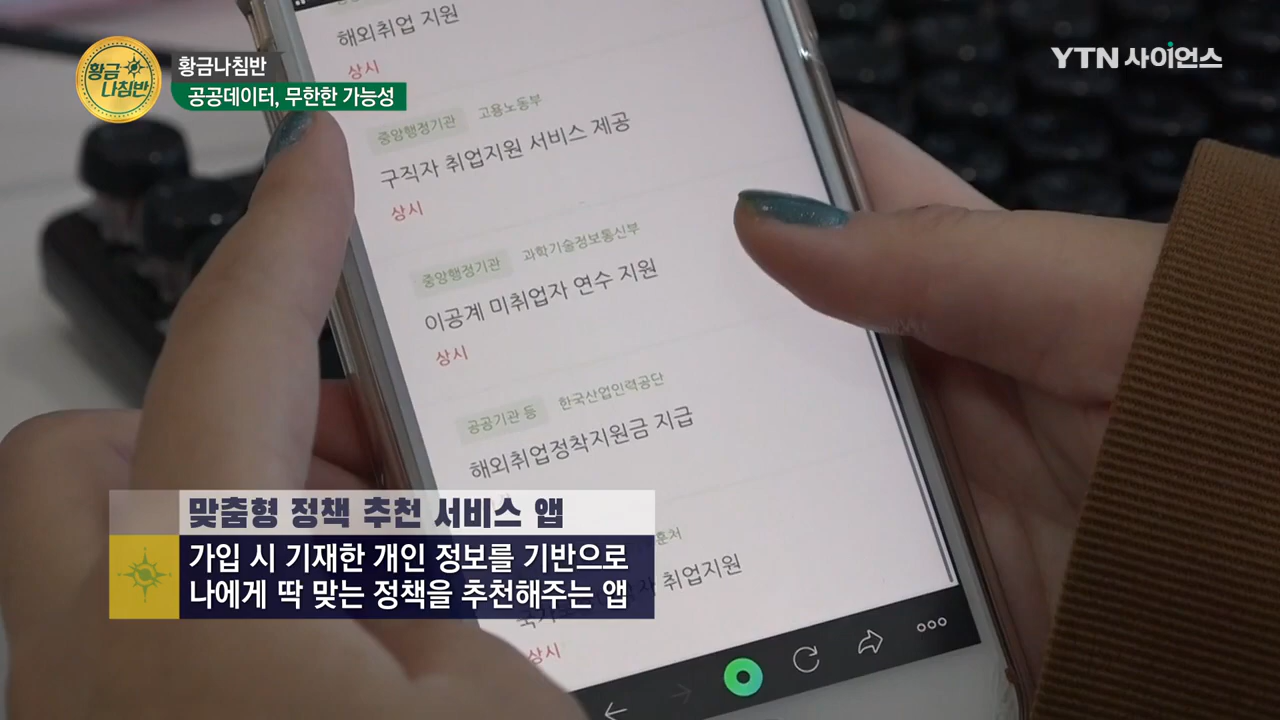 황금
나침반
황금나침반
공공데이터, 무한한 가능성
YTN 사이언스
해외취업 지원
상시
중앙행정기관 고용노동부
구직자 취업지원 서비스 제공
상시
중앙행정기관 과학기술정보통신부
이공계 미취업자 연수 지원
상시
공공기관 등 한국산업인력공단
해외취업정착지원금 지급
취업지원
상시
맞춤형 정책 추천 서비스 앱
가입 시 기재한 개인 정보를 기반으로
나에게 딱 맞는 정책을 추천해주는 앱